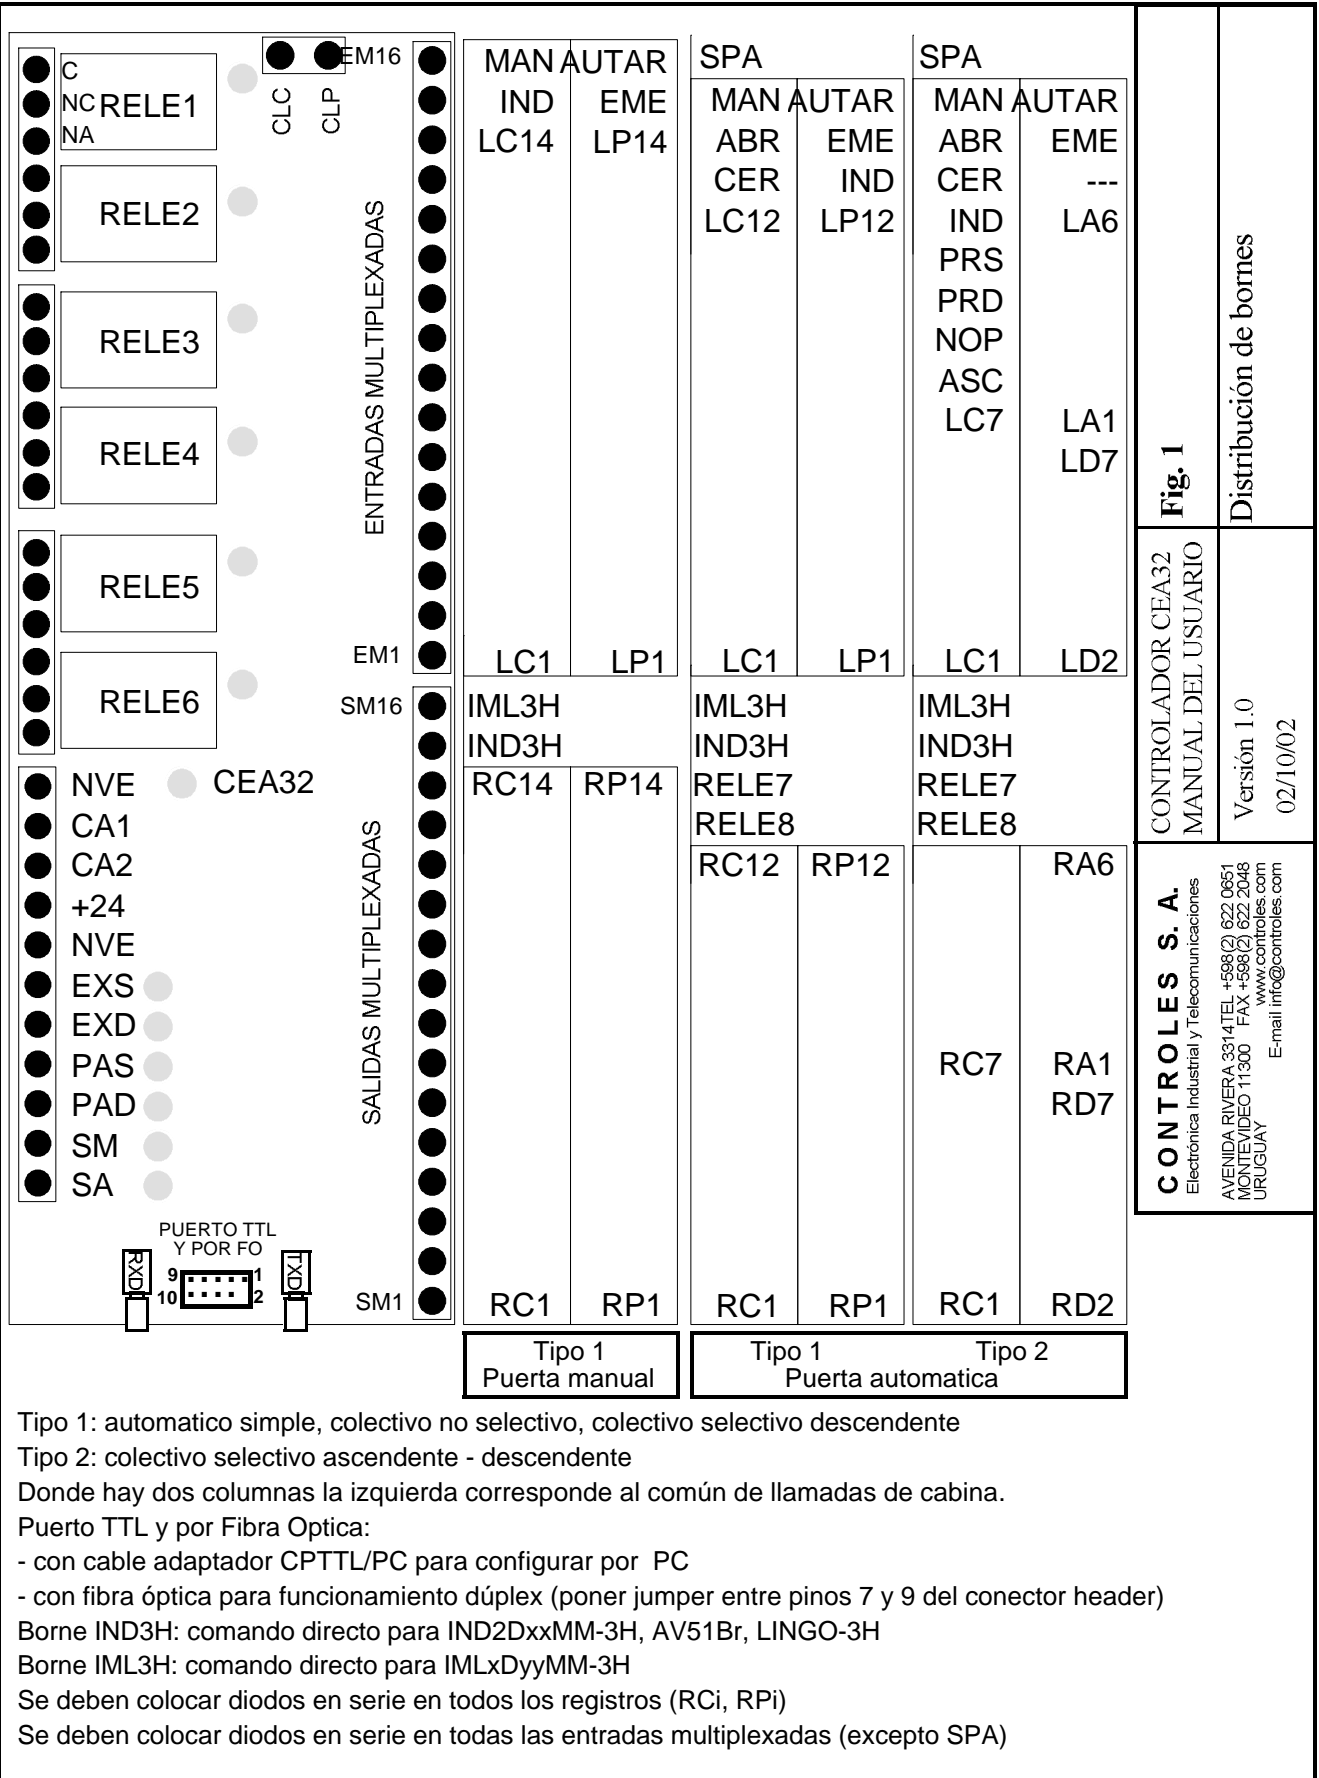 C
NC
NA
RELE1
RELE2
RELE3
RELE4
RELE5
RELE6
CLC
CLP
EM16
ENTRADAS MULTIPLEXADAS
EM1
SM16
SALIDAS MULTIPLEXADAS
SM1
NVE
CEA32
CA1
CA2
+24
NVE
EXS
EXD
PAS
PAD
SM
SA
PUERTO TTL
Y POR FO
RXD
9
10
1
2
TXD
MAN AUTAR
IND EME
LC14 LP14
LC1 LP1
IML3H
IND3H
RC14 RP14
RC1 RP1
Tipo 1
Puerta manual
SPA
MAN AUTAR
ABR EME
CER IND
LC12 LP12
LC1 LP1
IML3H
IND3H
RELE7
RELE8
RC12 RP12
RC1 RP1
SPA
MAN AUTAR
ABR EME
CER ---
IND LA6
PRS
PRD
NOP
ASC
LC7 LA1
LD7
LC1 LD2
IML3H
IND3H
RELE7
RELE8
RA6
RC7 RA1
RD7
RC1 RD2
Tipo 1 Tipo 2
Puerta automatica
Fig. 1
Distribución de bornes
CONTROLADOR CEA32
MANUAL DEL USUARIO
Versión 1.0
02/10/02
CONTROLES S. A.
Electrónica Industrial y Telecomunicaciones
AVENIDA RIVERA 3314 TEL +598(2) 622 0651
MONTEVIDEO 11300 FAX +598(2) 622 2048
URUGUAY www.controles.com
E-mail info@controles.com
Tipo 1: automatico simple, colectivo no selectivo, colectivo selectivo descendente
Tipo 2: colectivo selectivo ascendente - descendente
Donde hay dos columnas la izquierda corresponde al común de llamadas de cabina.
Puerto TTL y por Fibra Optica:
- con cable adaptador CPTTL/PC para configurar por PC
- con fibra óptica para funcionamiento dúplex (poner jumper entre pinos 7 y 9 del conector header)
Borne IND3H: comando directo para IND2DxxMM-3H, AV51Br, LINGO-3H
Borne IML3H: comando directo para IMLxDyyMM-3H
Se deben colocar diodos en serie en todos los registros (RCi, RPi)
Se deben colocar diodos en serie en todas las entradas multiplexadas (excepto SPA)